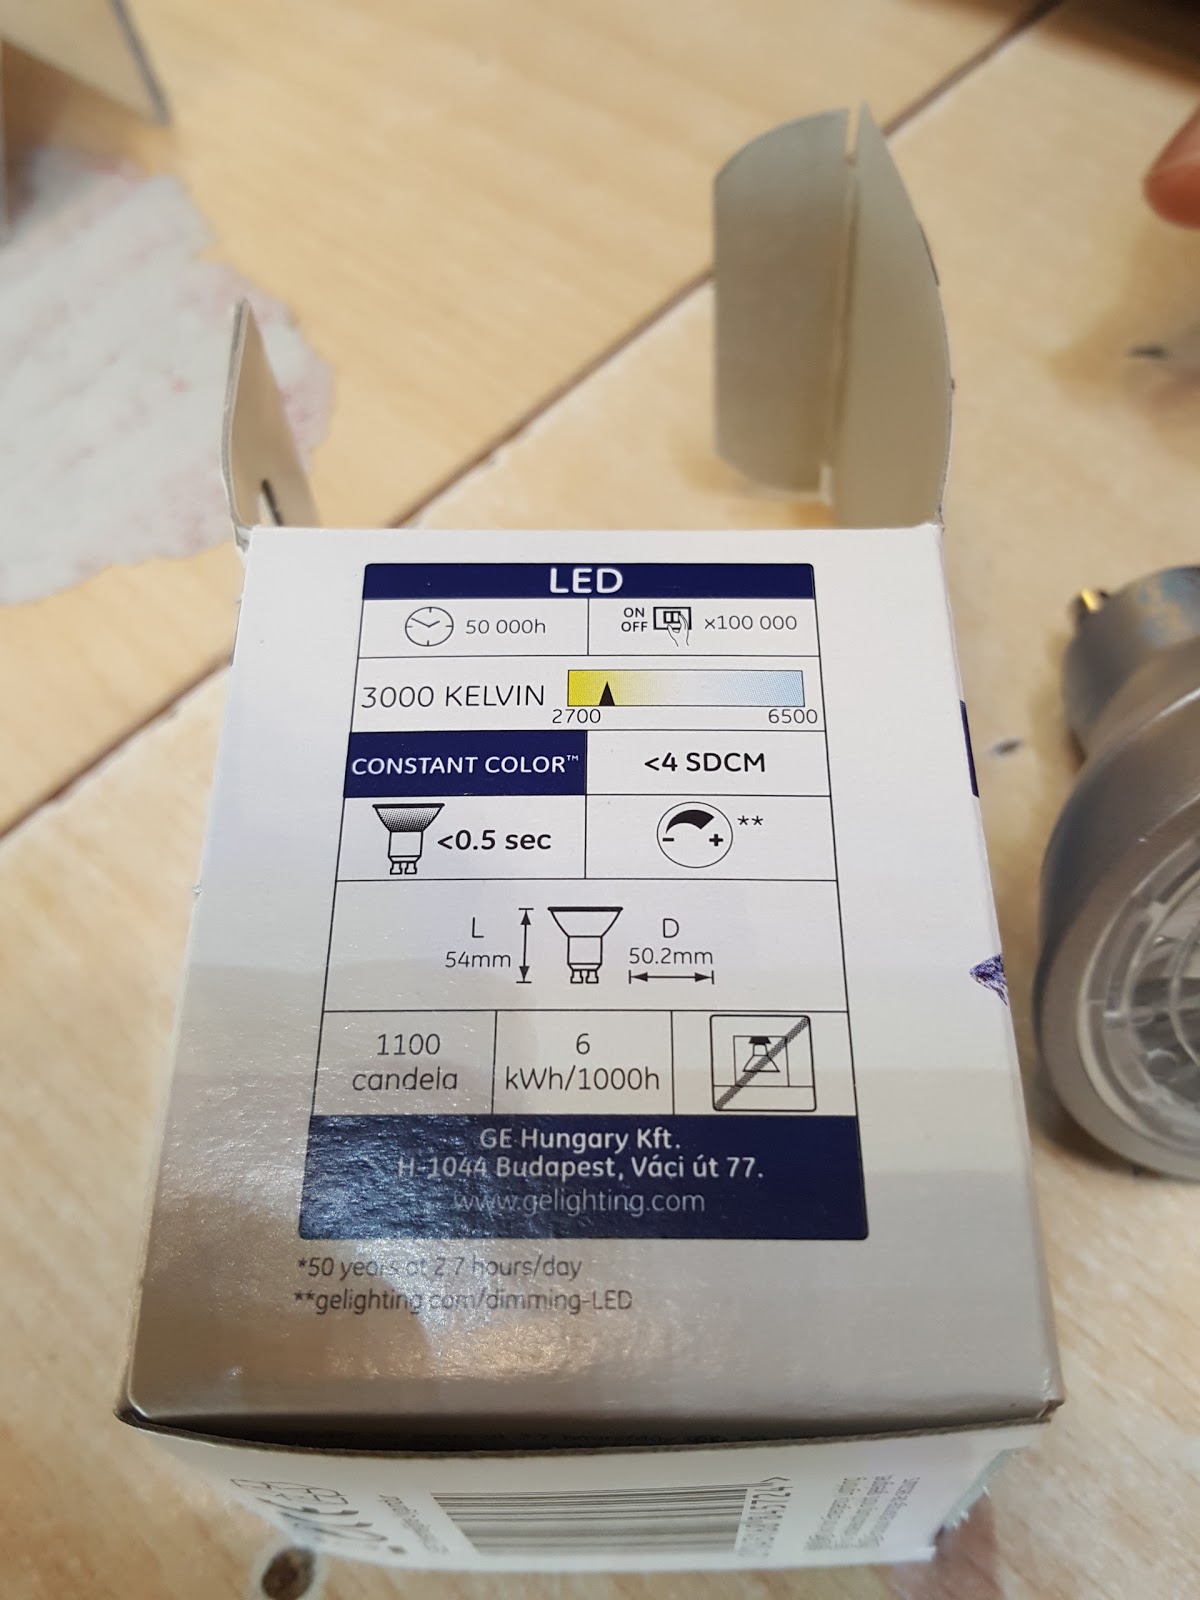 LED
50 000h
ON OFF x100 000
3000 KELVIN
2700 6500
CONSTANT COLOR™ <4 SDCM
<0.5 sec - + **
L D
54mm 50.2mm
1100 6
candela kWh/1000h
GE Hungary Kft.
H-1044 Budapest, Váci út 77.
www.gelighting.com
*50 years at 2.7 hours/day
**gelighting.com/dimming-LED